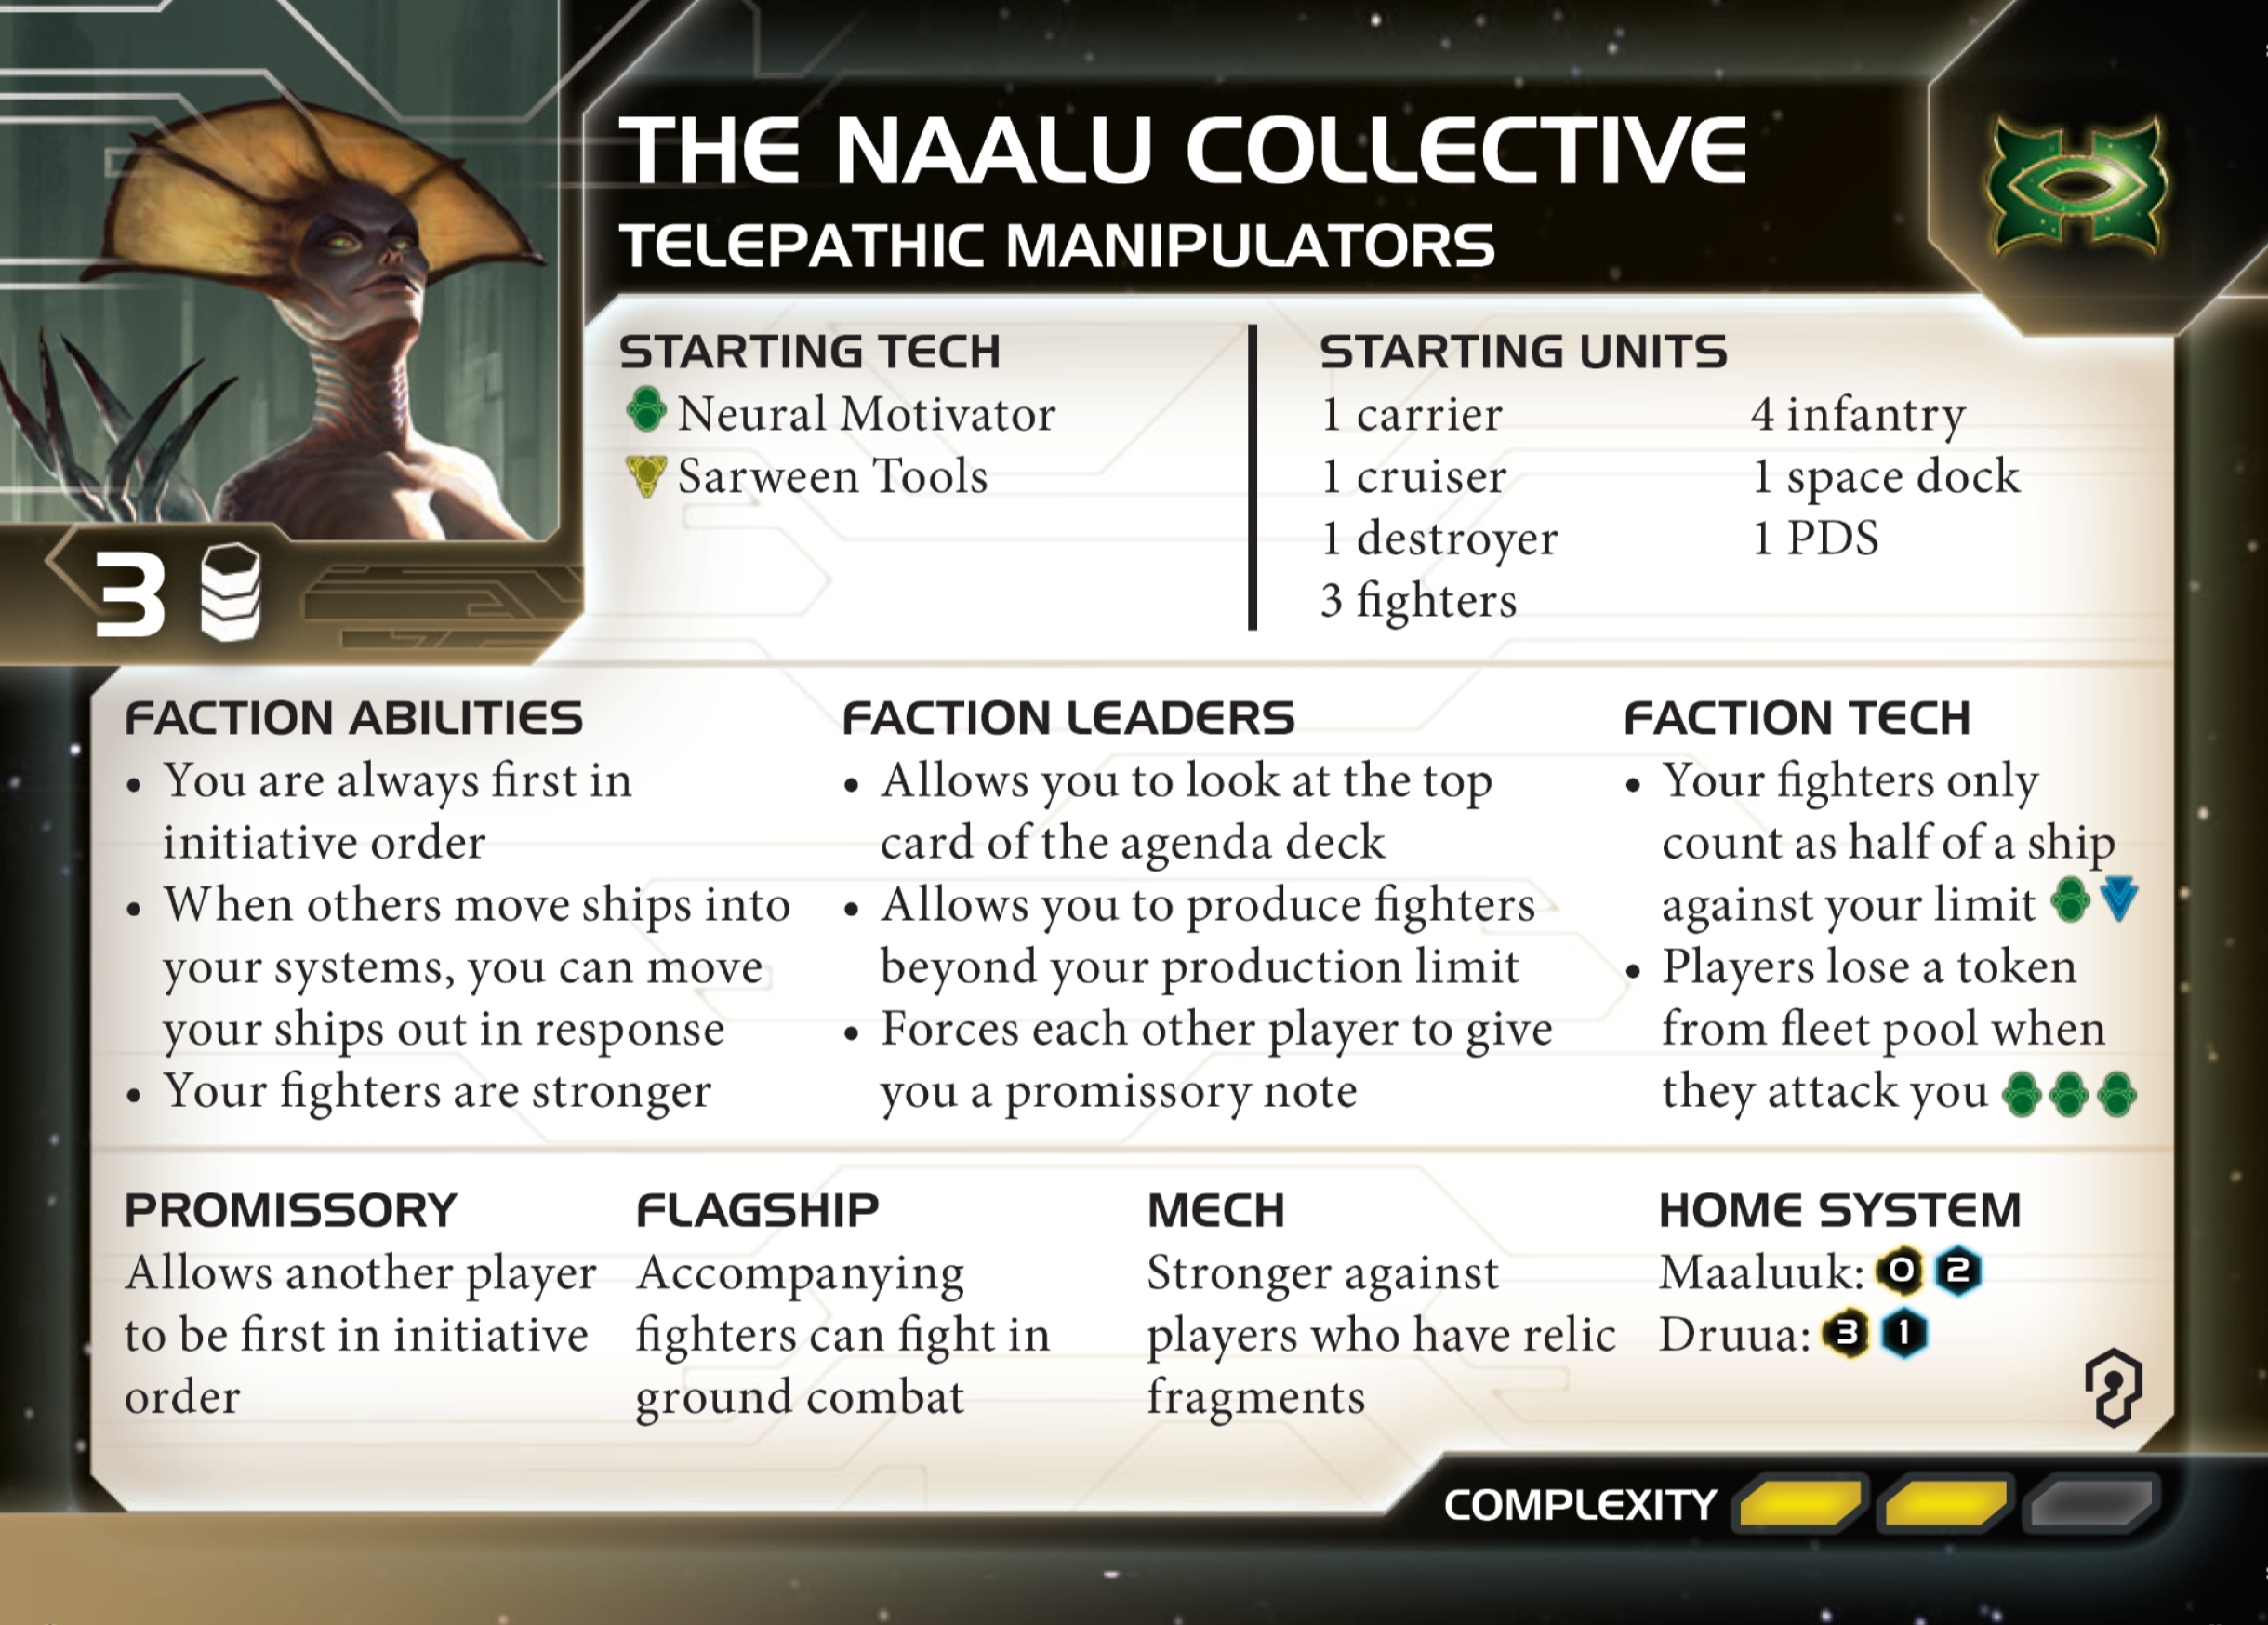 THE NAALU COLLECTIVE
TELEPATHIC MANIPULATORS
3
STARTING TECH
Neural Motivator
Sarween Tools
STARTING UNITS
1 carrier
1 cruiser
1 destroyer
3 fighters
4 infantry
1 space dock
1 PDS
FACTION ABILITIES
• You are always first in
initiative order
• When others move ships into
your systems, you can move
your ships out in response
• Your fighters are stronger
FACTION LEADERS
• Allows you to look at the top
card of the agenda deck
• Allows you to produce fighters
beyond your production limit
• Forces each other player to give
you a promissory note
FACTION TECH
• Your fighters only
count as half of a ship
against your limit
• Players lose a token
from fleet pool when
they attack you
PROMISSORY
Allows another player
to be first in initiative
order
FLAGSHIP
Accompanying
fighters can fight in
ground combat
MECH
Stronger against
players who have relic
fragments
HOME SYSTEM
Maaluuk: 0 2
Druua: 3 1
COMPLEXITY